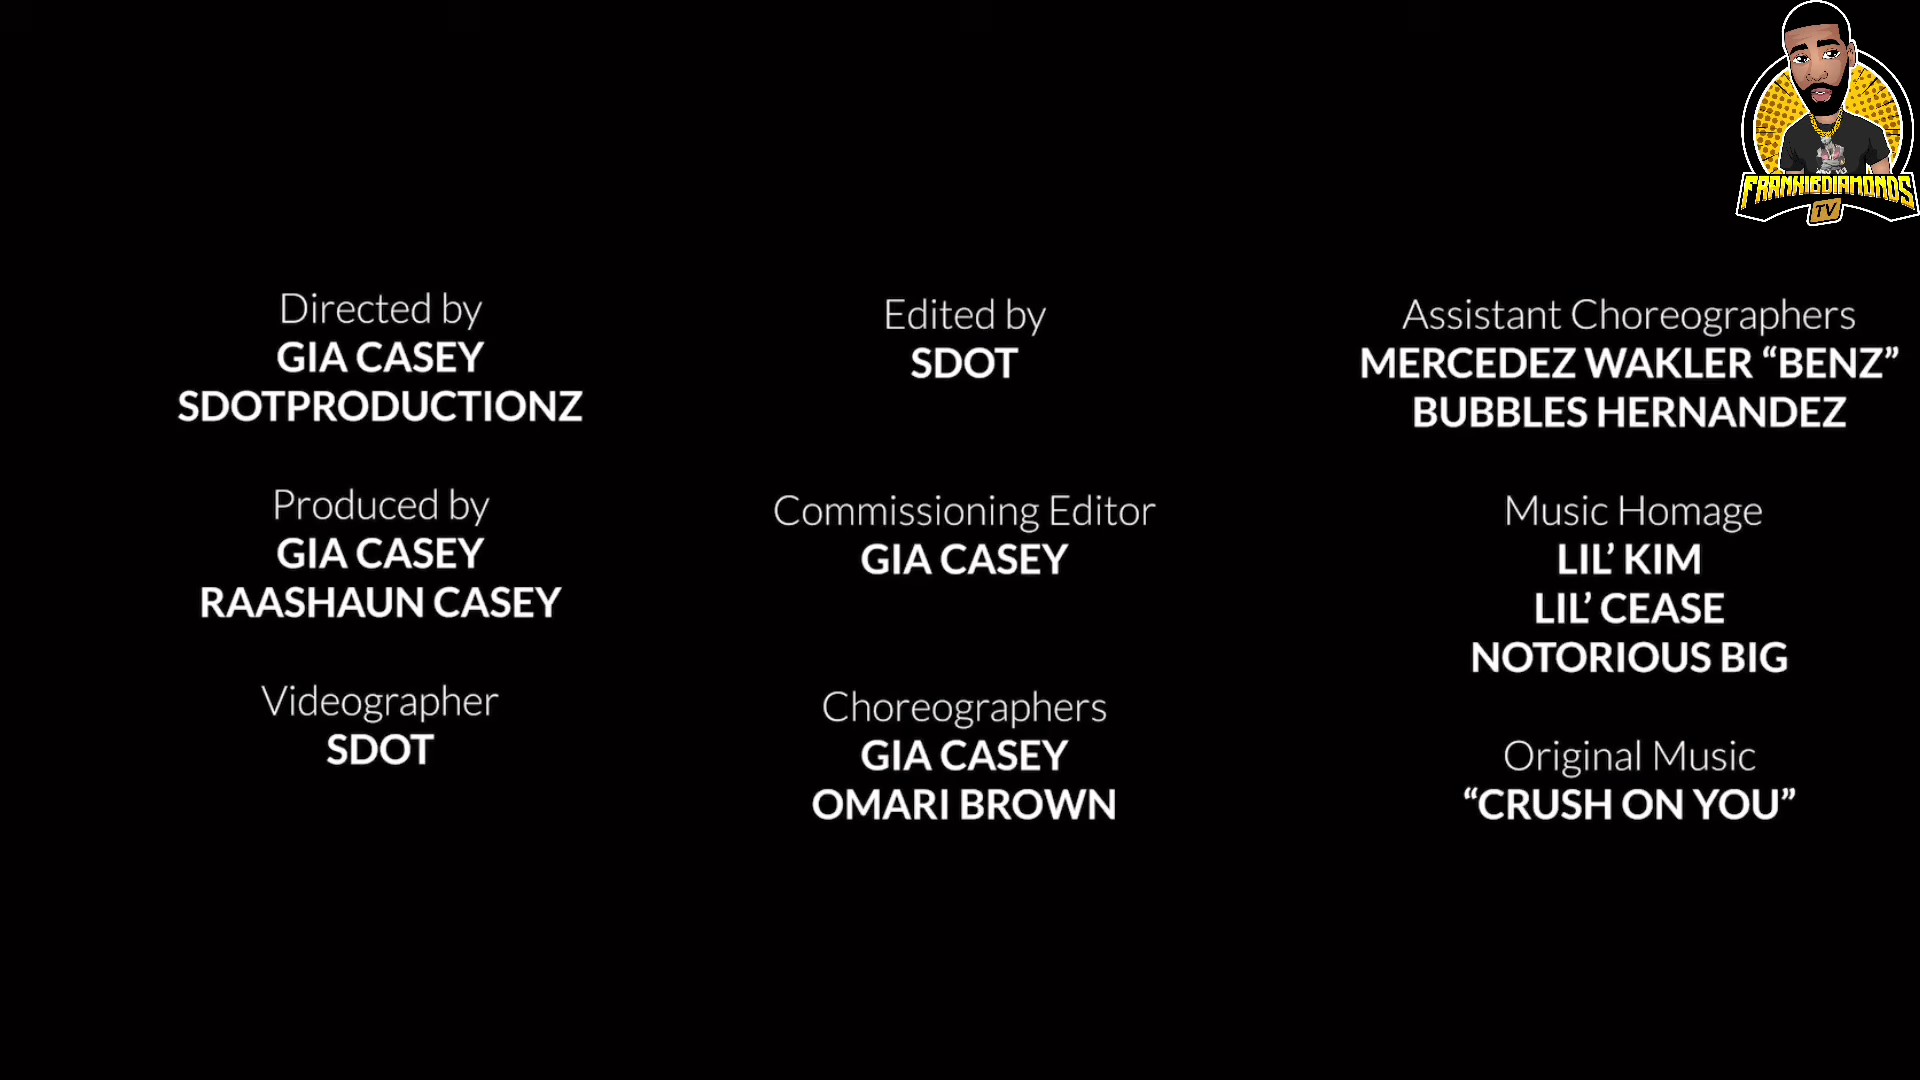 FRANKIEDIAMONDS
TV
Directed by
GIA CASEY
SDOTPRODUCTIONZ
Produced by
GIA CASEY
RAASHAUN CASEY
Videographer
SDOT
Edited by
SDOT
Commissioning Editor
GIA CASEY
Choreographers
GIA CASEY
OMARI BROWN
Assistant Choreographers
MERCEDEZ WAKLER “BENZ”
BUBBLES HERNANDEZ
Music Homage
LIL’ KIM
LIL’ CEASE
NOTORIOUS BIG
Original Music
“CRUSH ON YOU”